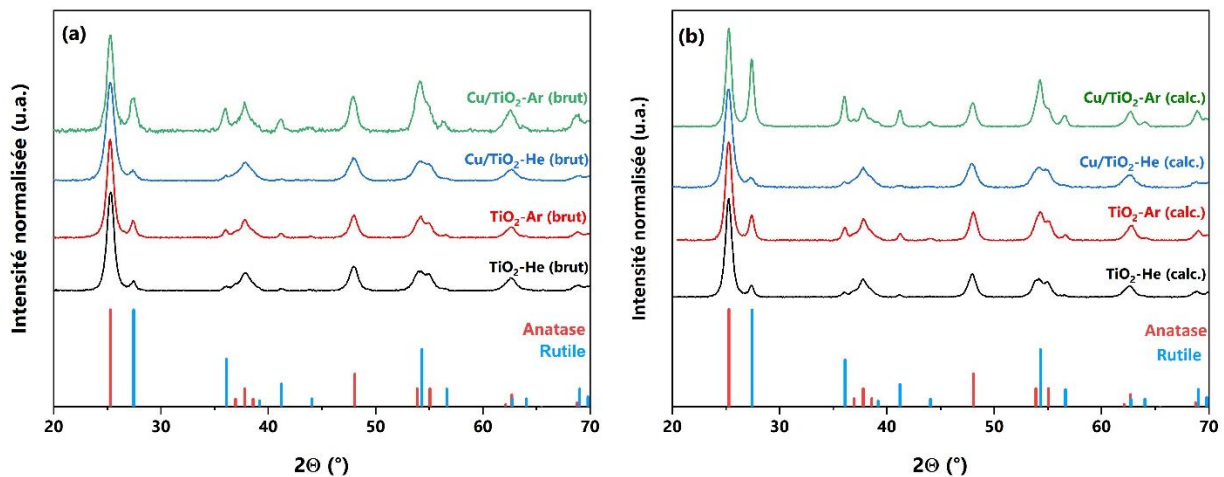 (a)
Intensité normalisée (u.a.)
Cu/TiO₂-Ar (brut)
Cu/TiO₂-He (brut)
TiO₂-Ar (brut)
TiO₂-He (brut)
Anatase
Rutile
20 30 40 50 60 70
2Θ (°)
(b)
Intensité normalisée (u.a.)
Cu/TiO₂-Ar (calc.)
Cu/TiO₂-He (calc.)
TiO₂-Ar (calc.)
TiO₂-He (calc.)
Anatase
Rutile
20 30 40 50 60 70
2Θ (°)